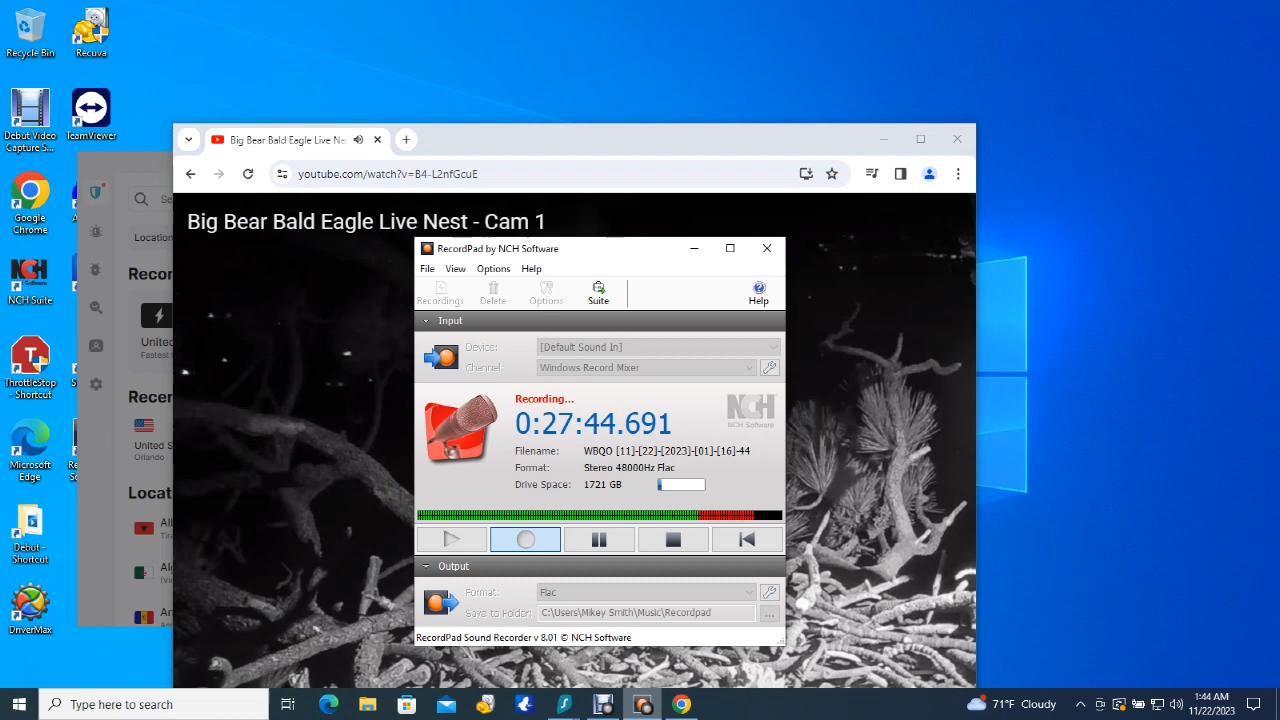 Recycle Bin
Recuva
Debut Video
Capture S...
TeamViewer
Google
Chrome
NCH
Software
NCH Suite
ThrottleStop
- Shortcut
Microsoft
Edge
Debut -
Shortcut
DriverMax
Location
Recen
United S
Orlando
Locat
Big Bear Bald Eagle Live Ne
youtube.com/watch?v=B4-L2nfGcuE
Big Bear Bald Eagle Live Nest - Cam 1
RecordPad by NCH Software
File View Options Help
Recordings Delete Options Suite Help
Input
Device: [Default Sound In]
Channel: Windows Record Mixer
Recording...
0:27:44.691
NCH
NCH Software
Filename: WBQO [11]-[22]-[2023]-[01]-[16]-44
Format: Stereo 48000Hz Flac
Drive Space: 1721 GB
Output
Format: Flac
Save to Folder: C:\Users\Mikey Smith\Music\Recordpad
...
RecordPad Sound Recorder v 8.01 © NCH Software
Type here to search
71°F Cloudy
1:44 AM
11/22/2023